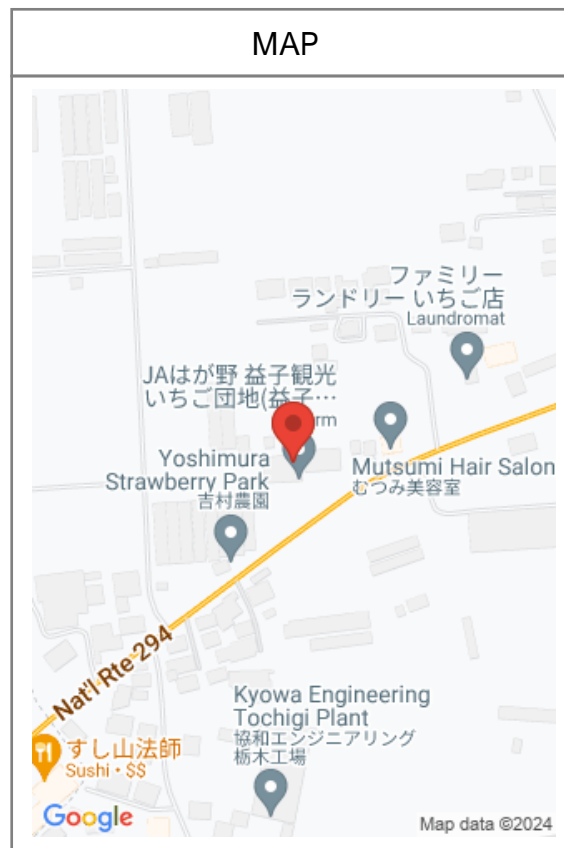 MAP
ファミリー
ランドリー いちご店
Laundromat
JAはが野 益子観光
いちご団地(益子…
rm
Mutsumi Hair Salon
むつみ美容室
Yoshimura
Strawberry Park
吉村農園
Nat'l Rte 294
Kyowa Engineering
Tochigi Plant
協和エンジニアリング
栃木工場
すし山法師
Sushi・$$
Google
Map data ©2024